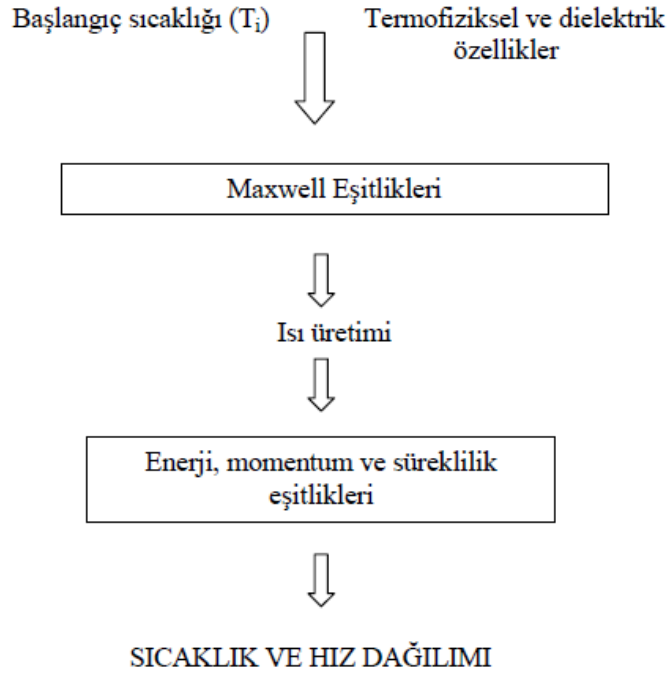 Başlangıç sıcaklığı (Ti)
Termofiziksel ve dielektrik
özellikler
Maxwell Eşitlikleri
Isı üretimi
Enerji, momentum ve süreklilik
eşitlikleri
SICAKLIK VE HIZ DAĞILIMI